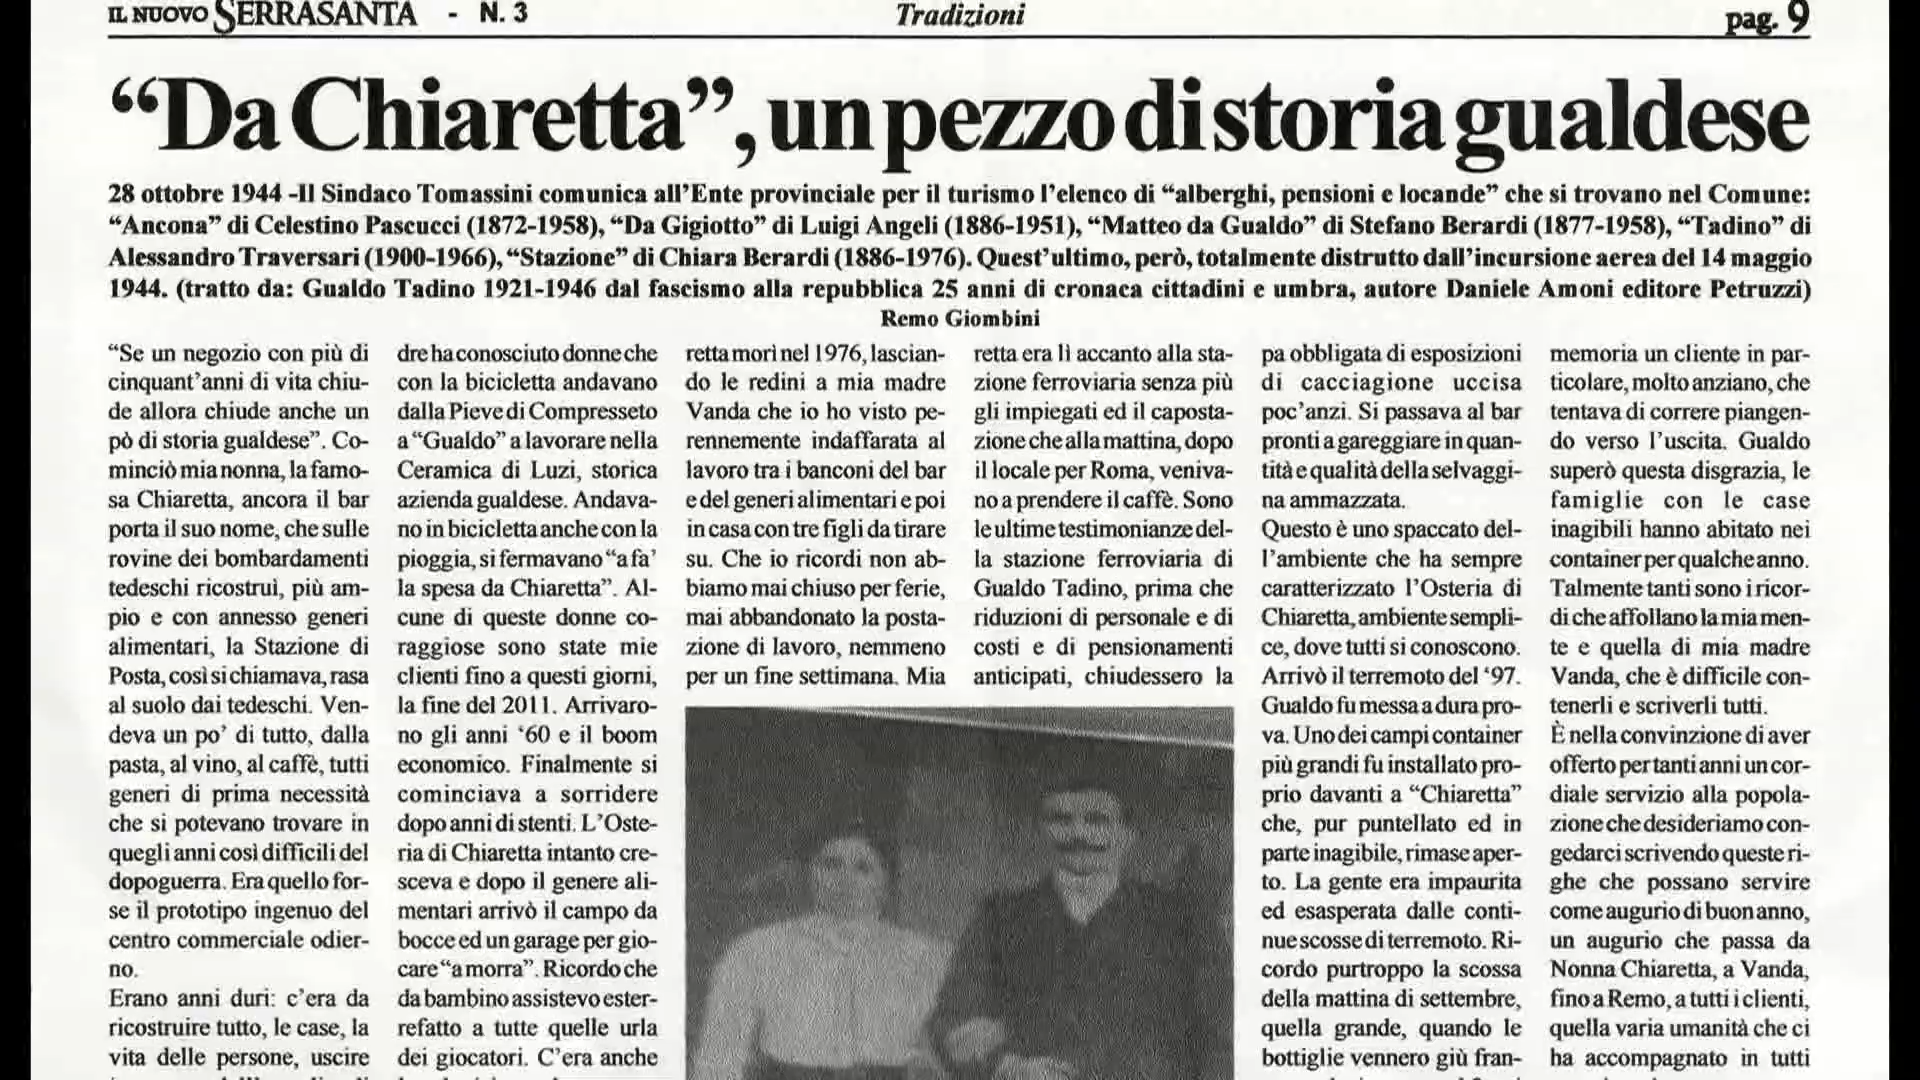 IL NUOVO SERRASANTA - N. 3
Tradizioni
pag. 9
“Da Chiaretta”, un pezzo di storia gualdese
28 ottobre 1944 -Il Sindaco Tomassini comunica all’Ente provinciale per il turismo l’elenco di “alberghi, pensioni e locande” che si trovano nel Comune:
“Ancona” di Celestino Pascucci (1872-1958), “Da Gigiotto” di Luigi Angeli (1886-1951), “Matteo da Gualdo” di Stefano Berardi (1877-1958), “Tadino” di
Alessandro Traversari (1900-1966), “Stazione” di Chiara Berardi (1886-1976). Quest’ultimo, però, totalmente distrutto dall’incursione aerea del 14 maggio
1944. (tratto da: Gualdo Tadino 1921-1946 dal fascismo alla repubblica 25 anni di cronaca cittadini e umbra, autore Daniele Amoni editore Petruzzi)
Remo Giombini
“Se un negozio con più di
cinquant’anni di vita chiu-
de allora chiude anche un
pò di storia gualdese”. Co-
minciò mia nonna, la famo-
sa Chiaretta, ancora il bar
porta il suo nome, che sulle
rovine dei bombardamenti
tedeschi ricostruì, più am-
pio e con annesso generi
alimentari, la Stazione di
Posta, così si chiamava, rasa
al suolo dai tedeschi. Ven-
deva un po’ di tutto, dalla
pasta, al vino, al caffè, tutti
generi di prima necessità
che si potevano trovare in
quegli anni così difficili del
dopoguerra. Era quello for-
se il prototipo ingenuo del
centro commerciale odier-
no.
Erano anni duri: c’era da
ricostruire tutto, le case, la
vita delle persone, uscire
dre ha conosciuto donne che
con la bicicletta andavano
dalla Pieve di Compresseto
a “Gualdo” a lavorare nella
Ceramica di Luzi, storica
azienda gualdese. Andava-
no in bicicletta anche con la
pioggia, si fermavano “a fa’
la spesa da Chiaretta”. Al-
cune di queste donne co-
raggiose sono state mie
clienti fino a questi giorni,
la fine del 2011. Arrivaro-
no gli anni ‘60 e il boom
economico. Finalmente si
cominciava a sorridere
dopo anni di stenti. L’Oste-
ria di Chiaretta intanto cre-
sceva e dopo il genere ali-
mentari arrivò il campo da
bocce ed un garage per gio-
care “a morra”. Ricordo che
da bambino assistevo ester-
refatto a tutte quelle urla
dei giocatori. C’era anche
retta morì nel 1976, lascian-
do le redini a mia madre
Vanda che io ho visto pe-
rennemente indaffarata al
lavoro tra i banconi del bar
e del generi alimentari e poi
in casa con tre figli da tirare
su. Che io ricordi non ab-
biamo mai chiuso per ferie,
mai abbandonato la posta-
zione di lavoro, nemmeno
per un fine settimana. Mia
retta era lì accanto alla sta-
zione ferroviaria senza più
gli impiegati ed il caposta-
zione che alla mattina, dopo
il locale per Roma, veniva-
no a prendere il caffè. Sono
le ultime testimonianze del-
la stazione ferroviaria di
Gualdo Tadino, prima che
riduzioni di personale e di
costi e di pensionamenti
anticipati, chiudessero la
pa obbligata di esposizioni
di cacciagione uccisa
poc’anzi. Si passava al bar
pronti a gareggiare in quan-
tità e qualità della selvaggi-
na ammazzata.
Questo è uno spaccato del-
l’ambiente che ha sempre
caratterizzato l’Osteria di
Chiaretta, ambiente sempli-
ce, dove tutti si conoscono.
Arrivò il terremoto del ‘97.
Gualdo fu messa a dura pro-
va. Uno dei campi container
più grandi fu installato pro-
prio davanti a “Chiaretta”
che, pur puntellato ed in
parte inagibile, rimase aper-
to. La gente era impaurita
ed esasperata dalle conti-
nue scosse di terremoto. Ri-
cordo purtroppo la scossa
della mattina di settembre,
quella grande, quando le
bottiglie vennero giù fran-
memoria un cliente in par-
ticolare, molto anziano, che
tentava di correre piangen-
do verso l’uscita. Gualdo
superò questa disgrazia, le
famiglie con le case
inagibili hanno abitato nei
container per qualche anno.
Talmente tanti sono i ricor-
di che affollano la mia men-
te e quella di mia madre
Vanda, che è difficile con-
tenerli e scriverli tutti.
È nella convinzione di aver
offerto per tanti anni un cor-
diale servizio alla popola-
zione che desideriamo con-
gedarci scrivendo queste ri-
ghe che possano servire
come augurio di buon anno,
un augurio che passa da
Nonna Chiaretta, a Vanda,
fino a Remo, a tutti i clienti,
quella varia umanità che ci
ha accompagnato in tutti